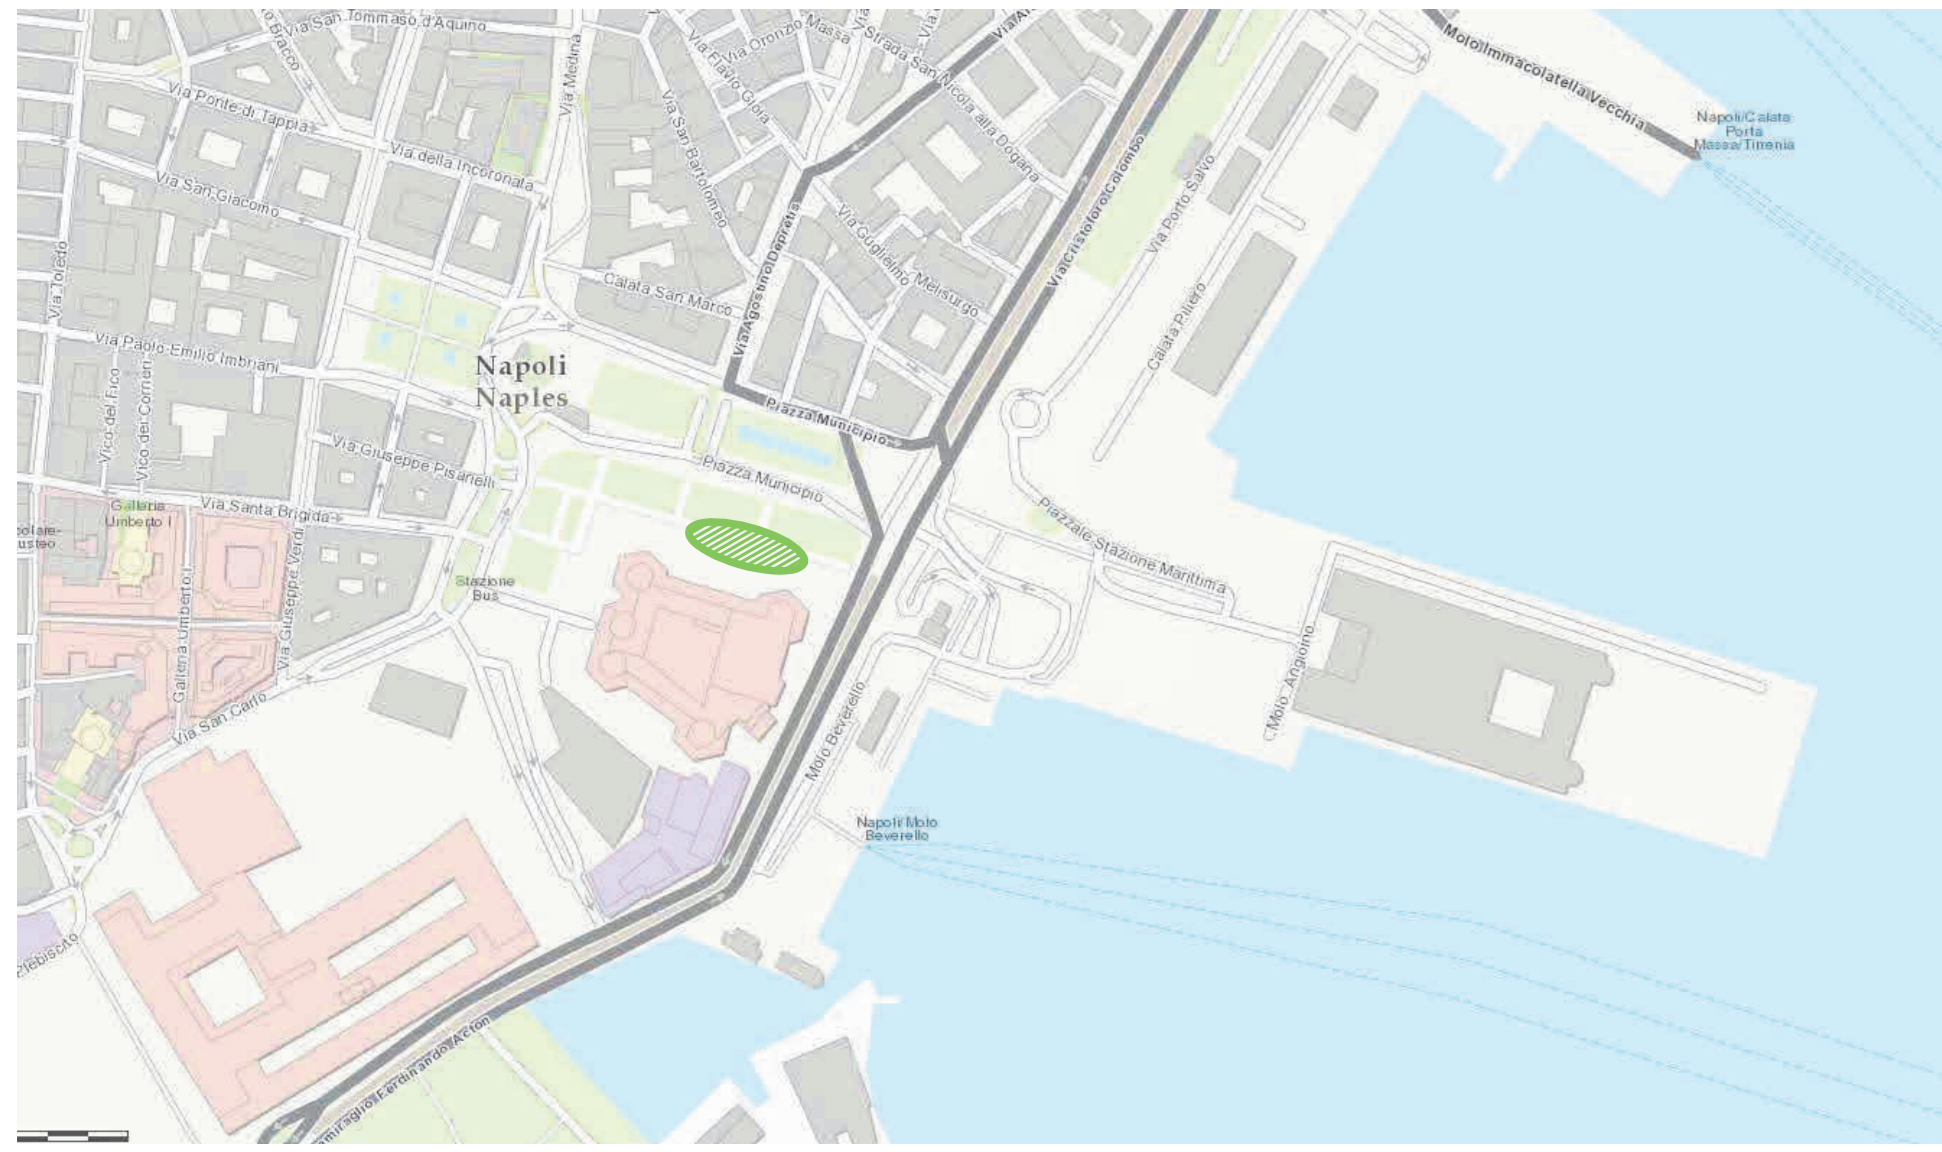 Via San Tommaso d'Aquino
Via Medina
Via Oronzio Massa
Via Flavio Gioia
Strada San Nicola alla Dogana
Molo Immacolatella Vecchia
Napoli/Calata
Porta
Massa/Tirrenia
Via Ponte di Tappia
Via San Bartolomeo
Via della Incoronata
Via San Giacomo
Via Cristoforo Colombo
Via Porto Salvo
Via Agostino Depretis
Via Guglielmo
Melisurgo
Via Toledo
Calata San Marco
Calata Piliero
Via Paolo Emilio Imbriani
Napoli
Naples
Vico del Fico
Vico dei Corrieri
Piazza Municipio
Via Giuseppe Pisanelli
Piazza Municipio
Galleria
Umberto I
Via Santa Brigida
Piazzale Stazione Marittima
Stazione
Bus
Galleria Umberto I
Via Giuseppe Verdi
Molo Angioino
Via San Carlo
Molo Beverello
Napoli/Molo
Beverello
Plebiscito
miraglio Ferdinando Acton